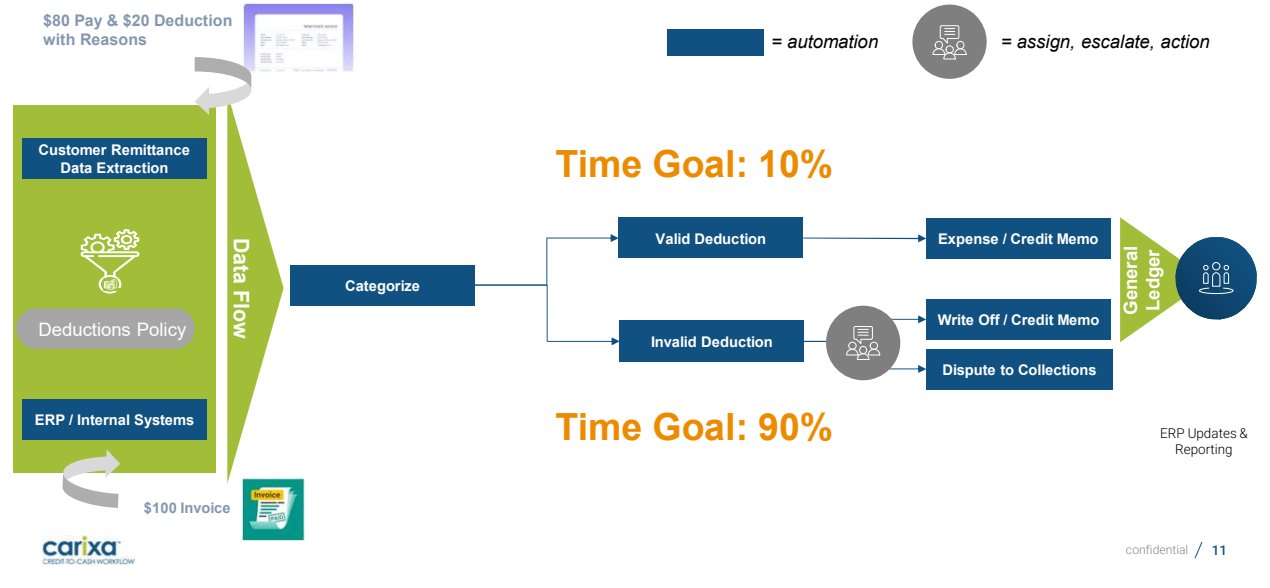 $80 Pay & $20 Deduction
with Reasons
= automation
= assign, escalate, action
Customer Remittance
Data Extraction
Deductions Policy
ERP / Internal Systems
Data Flow
Time Goal: 10%
Categorize
Valid Deduction
Expense / Credit Memo
Invalid Deduction
Write Off / Credit Memo
Dispute to Collections
General
Ledger
Time Goal: 90%
ERP Updates &
Reporting
$100 Invoice
Invoice
PAID
carixa
CREDIT-TO-CASH WORKFLOW
confidential / 11